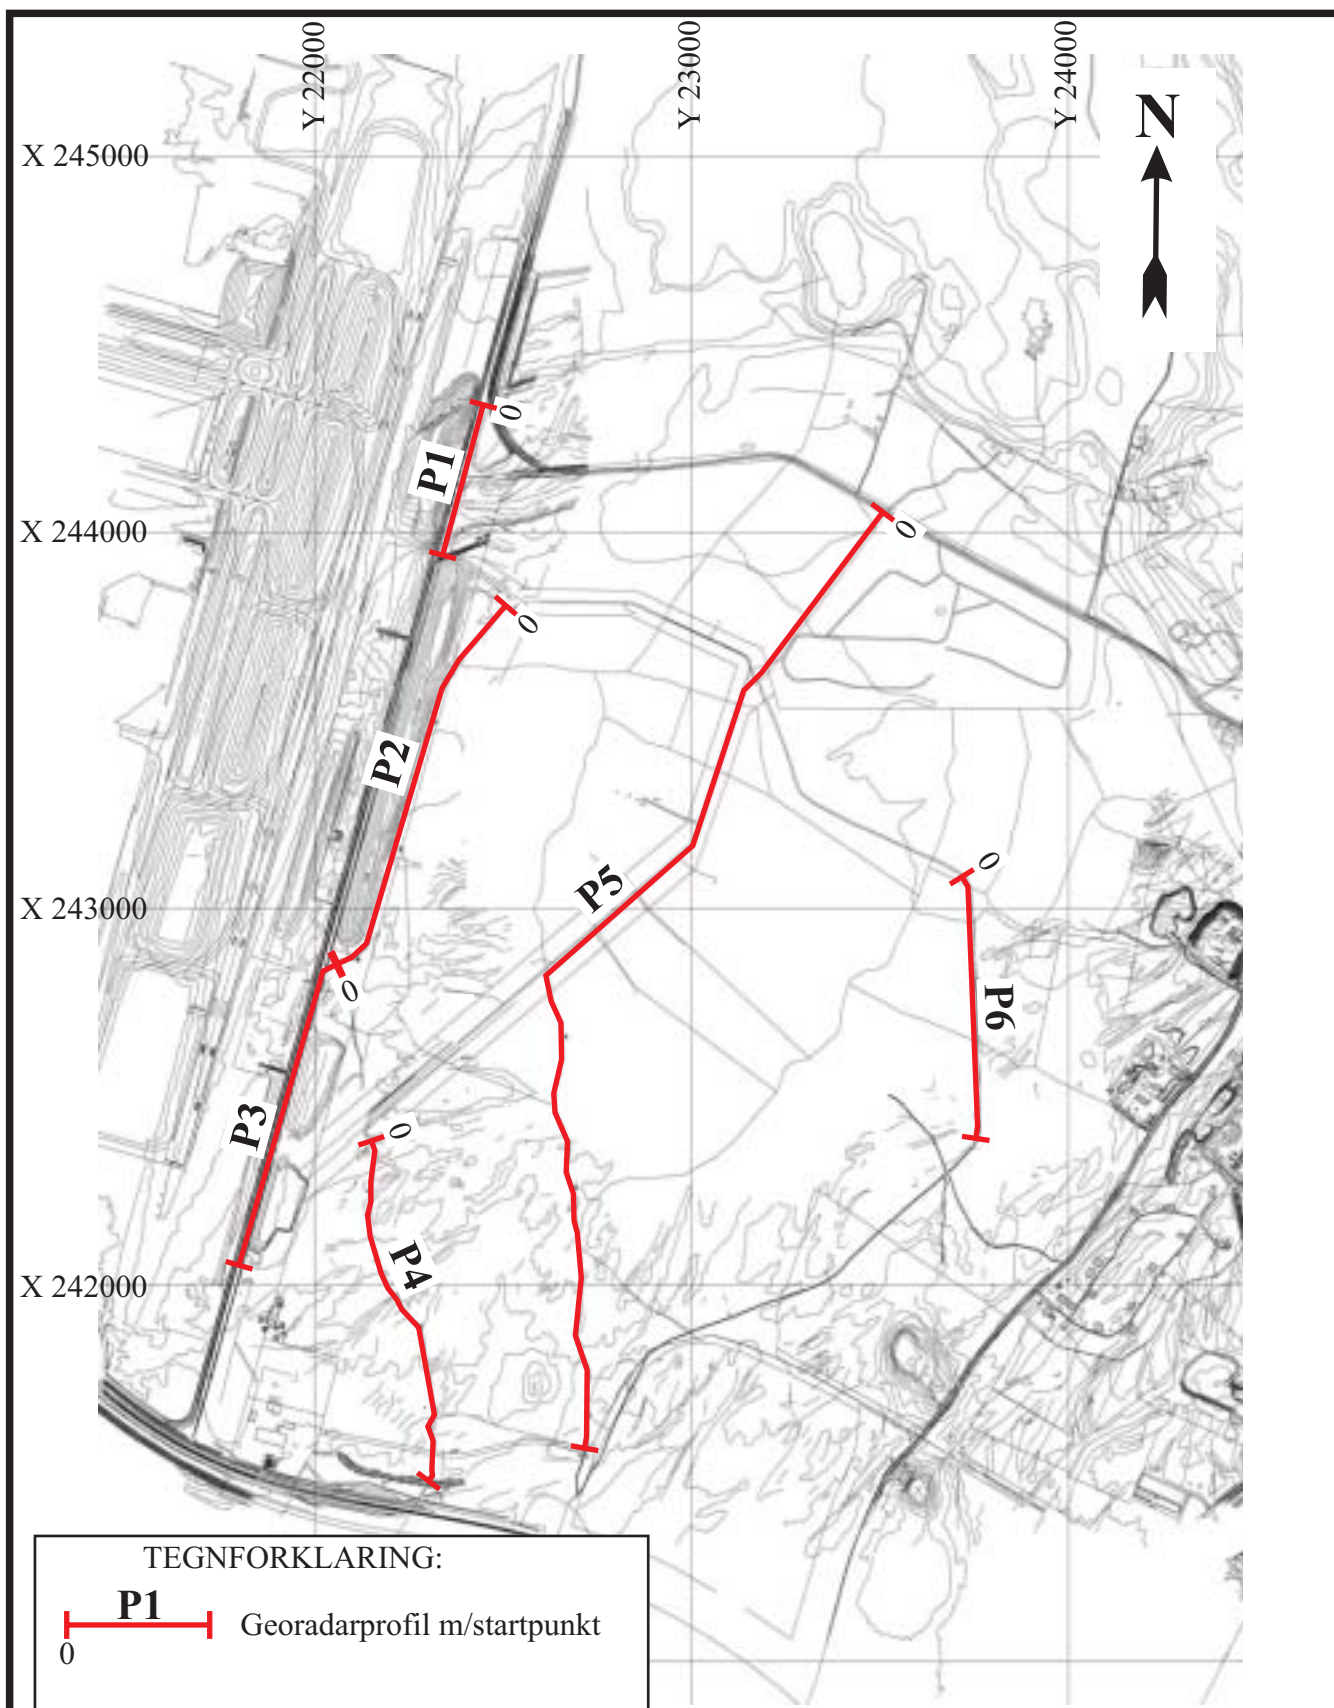 Y 22000
Y 23000
Y 24000
N
X 245000
0
P1
X 244000
0
0
P2
0
P5
X 243000
0
P6
P3
0
P4
X 242000
TEGNFORKLARING:
P1
Georadarprofil m/startpunkt
0